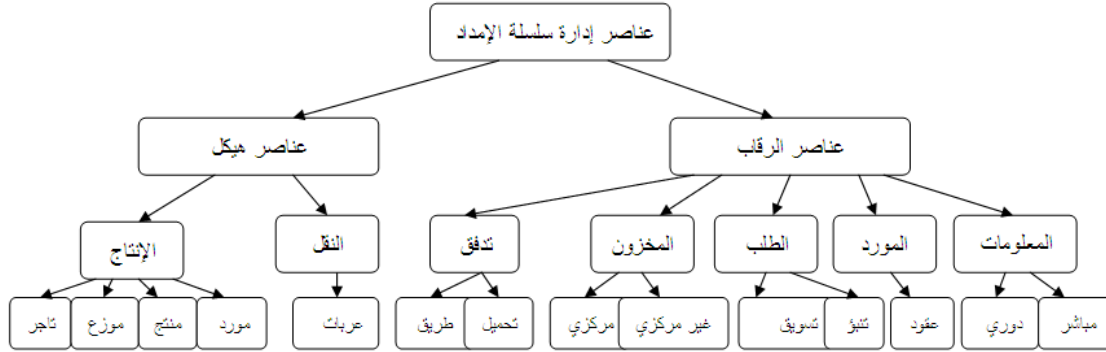 عناصر إدارة سلسلة الإمداد
عناصر الرقاب
عناصر هيكل
المعلومات
المورد
الطلب
المخزون
تدفق
النقل
الإنتاج
مباشر
دوري
عقود
تنبؤ
تسويق
غير مركزي
مركزي
تحميل
طريق
عربات
مورد
منتج
موزع
تاجر